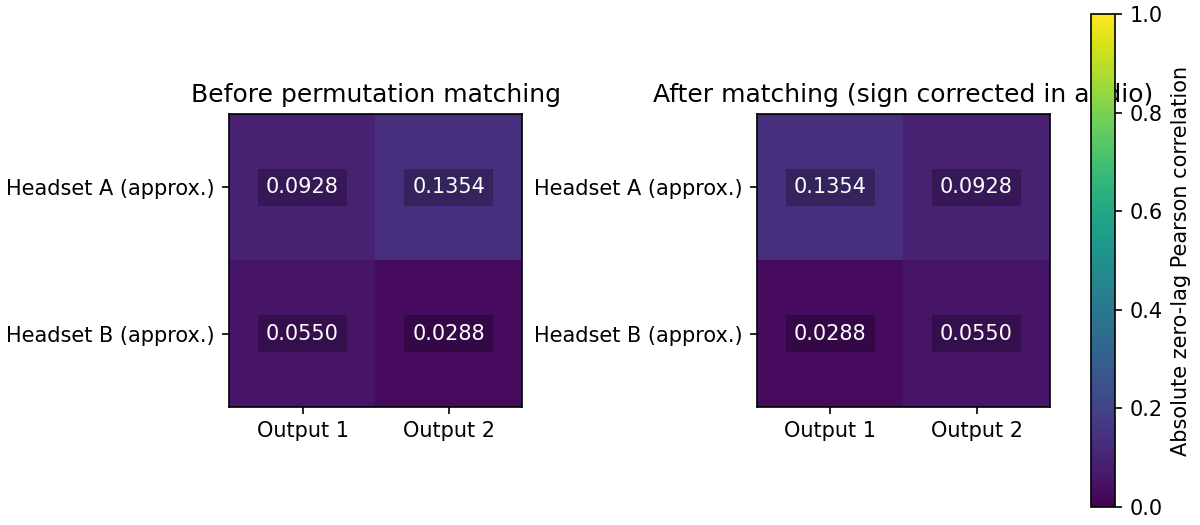 Before permutation matching
Headset A (approx.)
0.0928
0.1354
Headset B (approx.)
0.0550
0.0288
Output 1
Output 2
After matching (sign corrected in a dio)
Headset A (approx.)
0.1354
0.0928
Headset B (approx.)
0.0288
0.0550
Output 1
Output 2
1.0
0.8
0.6
0.4
0.2
0.0
Absolute zero-lag Pearson correlation